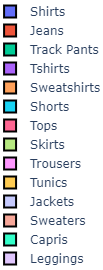 Shirts
Jeans
Track Pants
Tshirts
Sweatshirts
Shorts
Tops
Skirts
Trousers
Tunics
Jackets
Sweaters
Capris
Leggings